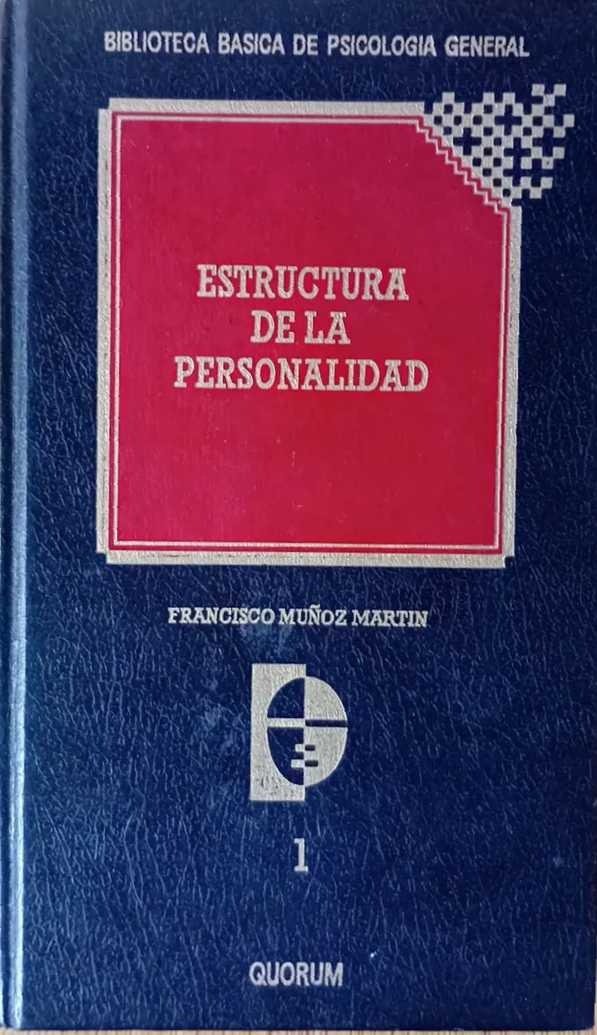 BIBLIOTECA BASICA DE PSICOLOGIA GENERAL
ESTRUCTURA
DE LA
PERSONALIDAD
FRANCISCO MUÑOZ MARTIN
1
QUORUM